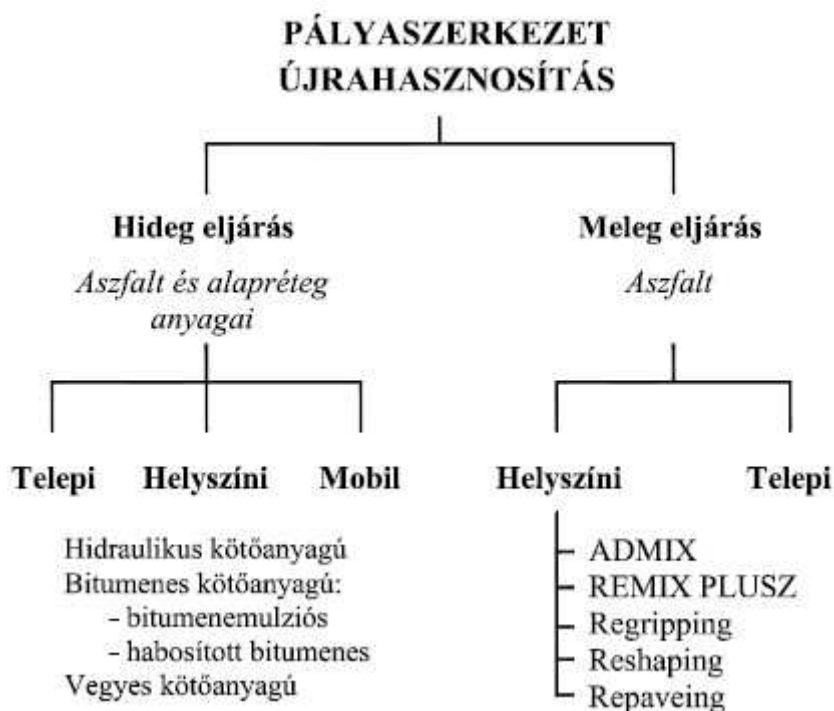 PÁLYASZERKEZET
ÚJRAHASZNOSÍTÁS
Hideg eljárás
Aszfalt és alapréteg
anyagai
Meleg eljárás
Aszfalt
Telepi Helyszíni Mobil
Hidraulikus kötőanyagú
Bitumenes kötőanyagú:
- bitumenemulziós
- habosított bitumenes
Vegyes kötőanyagú
Helyszíni Telepi
ADMIX
REMIX PLUSZ
Regripping
Reshaping
Repaveing